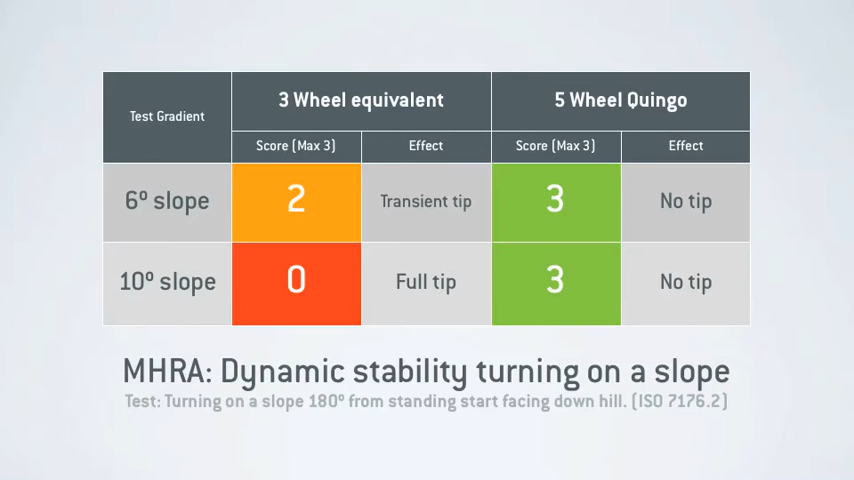 Test Gradient
3 Wheel equivalent
5 Wheel Quingo
Score (Max 3)
Effect
Score (Max 3)
Effect
6º slope
2
Transient tip
3
No tip
10º slope
0
Full tip
3
No tip
MHRA: Dynamic stability turning on a slope
Test: Turning on a slope 180º from standing start facing down hill. (ISO 7176.2)